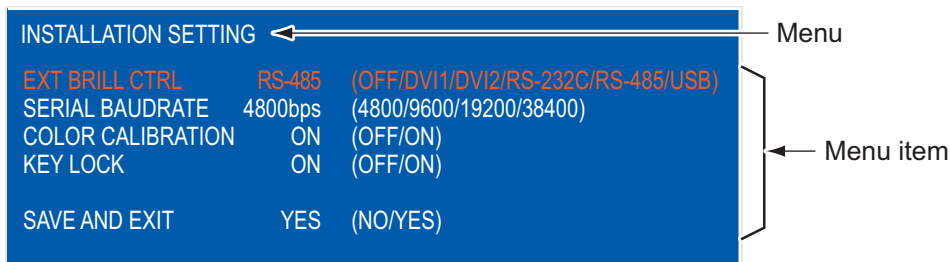 INSTALLATION SETTING
Menu
EXT BRILL CTRL RS-485 (OFF/DVI1/DVI2/RS-232C/RS-485/USB)
SERIAL BAUDRATE 4800bps (4800/9600/19200/38400)
COLOR CALIBRATION ON (OFF/ON)
KEY LOCK ON (OFF/ON)
Menu item
SAVE AND EXIT YES (NO/YES)